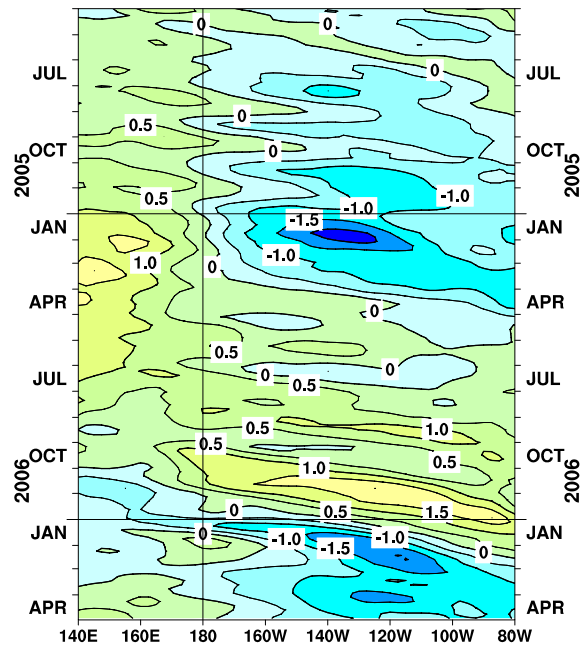 0 0
JUL 0 JUL
0
0.5
OCT 0 OCT
2005 2005
0.5 -1.0
-1.5 -1.0
JAN JAN
1.0 0 -1.0
APR 0 APR
0.5
JUL 0 0 JUL
0.5
0.5 1.0
0.5
OCT 1.0 0.5 OCT
2006 2006
0 0.5 1.5
JAN 0 -1.0 -1.0 JAN
-1.5 0
APR APR
140E 160E 180 160W 140W 120W 100W 80W